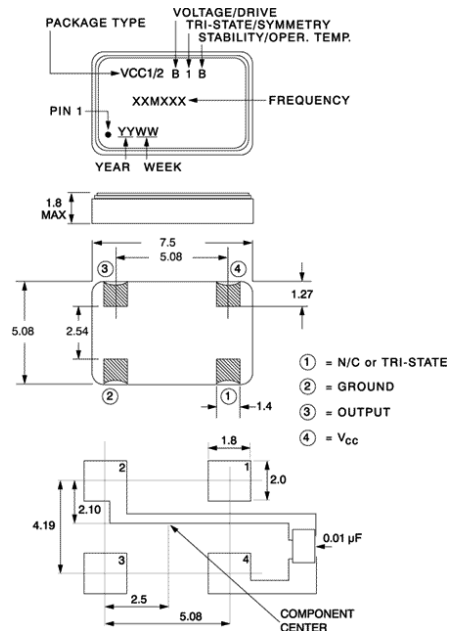 VOLTAGE/DRIVE
TRI-STATE/SYMMETRY
STABILITY/OPER. TEMP.
PACKAGE TYPE
VCC1/2 B 1 B
XXMXXX
FREQUENCY
PIN 1
YYWW
YEAR WEEK
1.8
MAX
7.5
5.08
3
4
1.27
5.08
2.54
2
1
1.4
1 = N/C or TRI-STATE
2 = GROUND
3 = OUTPUT
4 = VCC
1.8
2
1
2.0
2.10
4.19
0.01 µF
3
4
2.5
5.08
COMPONENT
CENTER